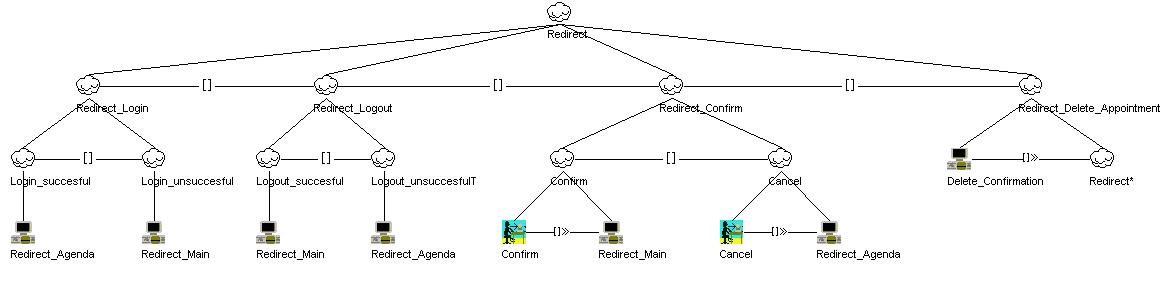 Redirect
[] [] []
Redirect_Login Redirect_Logout Redirect_Confirm Redirect_Delete_Appointment
[] [] [] []>>
Login_succesful Login_unsuccesful Logout_succesful Logout_unsuccesfulT Confirm Cancel Delete_Confirmation Redirect*
[]>> []>>
Redirect_Agenda Redirect_Main Redirect_Main Redirect_Agenda Confirm Redirect_Main Cancel Redirect_Agenda